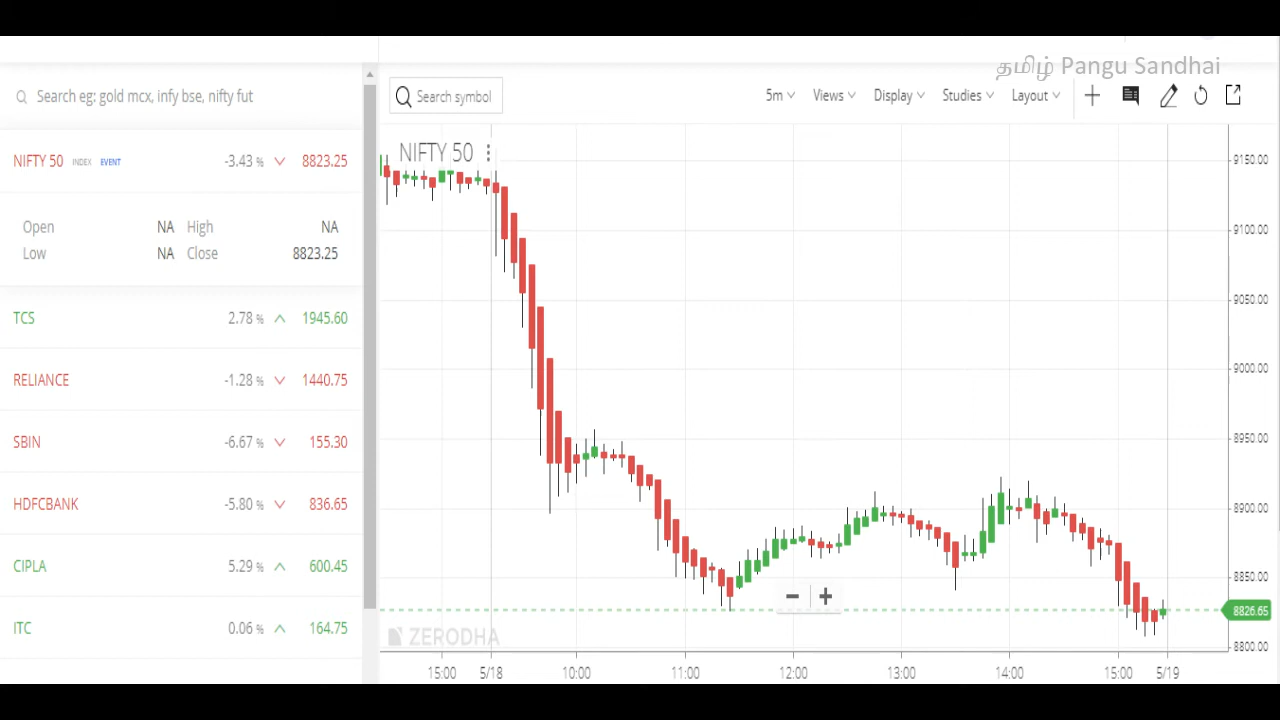 தமிழ் Pangu Sandhai
Search eg: gold mcx, infy bse, nifty fut
Search symbol
5m Views Display Studies Layout
NIFTY 50 INDEX EVENT -3.43 % 8823.25
NIFTY 50
Open NA High NA
Low NA Close 8823.25
TCS 2.78 % 1945.60
RELIANCE -1.28 % 1440.75
SBIN -6.67 % 155.30
HDFCBANK -5.80 % 836.65
CIPLA 5.29 % 600.45
ITC 0.06 % 164.75
9150.00
9100.00
9050.00
9000.00
8950.00
8900.00
8850.00
8826.65
8800.00
ZERODHA
15:00 5/18 10:00 11:00 12:00 13:00 14:00 15:00 5/19